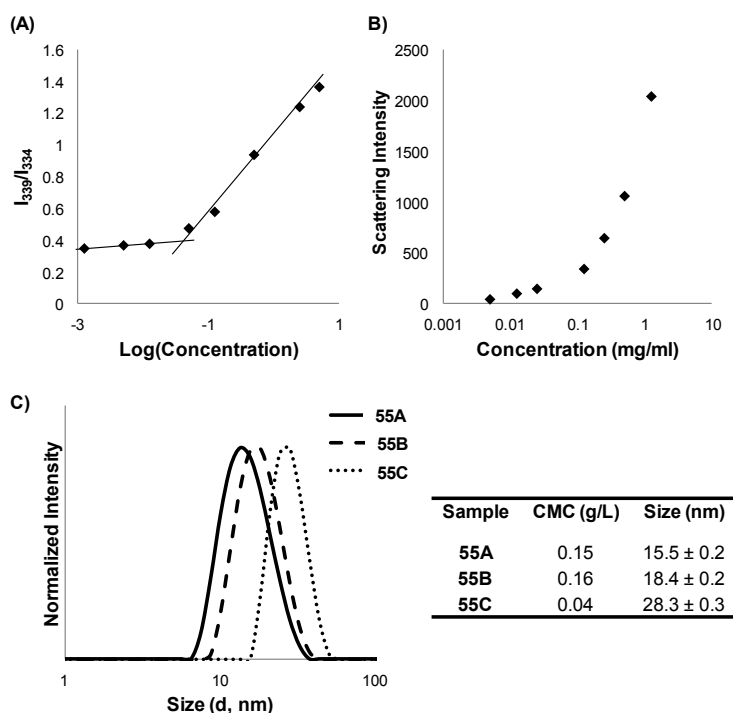 (A)
1.6
1.4
1.2
1
0.8
0.6
0.4
0.2
0
I339/I334
-3
-1
1
Log(Concentration)
B)
2500
2000
1500
1000
500
0
Scattering Intensity
0.001
0.01
0.1
1
10
Concentration (mg/ml)
C)
Normalized Intensity
55A
55B
55C
1
10
100
Size (d, nm)
Sample CMC (g/L) Size (nm)
55A 0.15 15.5 ± 0.2
55B 0.16 18.4 ± 0.2
55C 0.04 28.3 ± 0.3